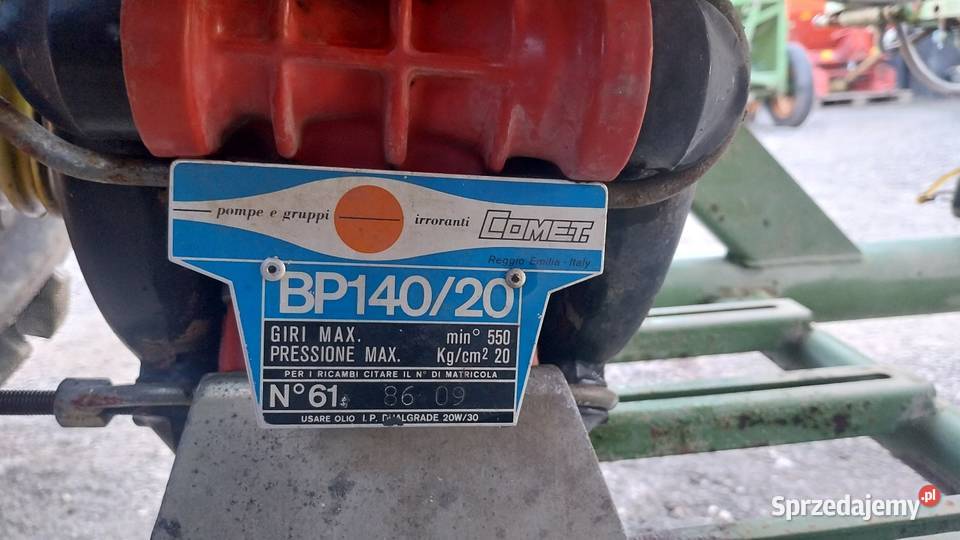 pompe e gruppi irroranti COMET
Reggio Emilia - Italy
BP140/20
GIRI MAX. min° 550
PRESSIONE MAX. Kg/cm² 20
PER I RICAMBI CITARE IL N° DI MATRICOLA
N° 61 86 09
USARE OLIO I.P. DUALGRADE 20W/30
Sprzedajemy.pl